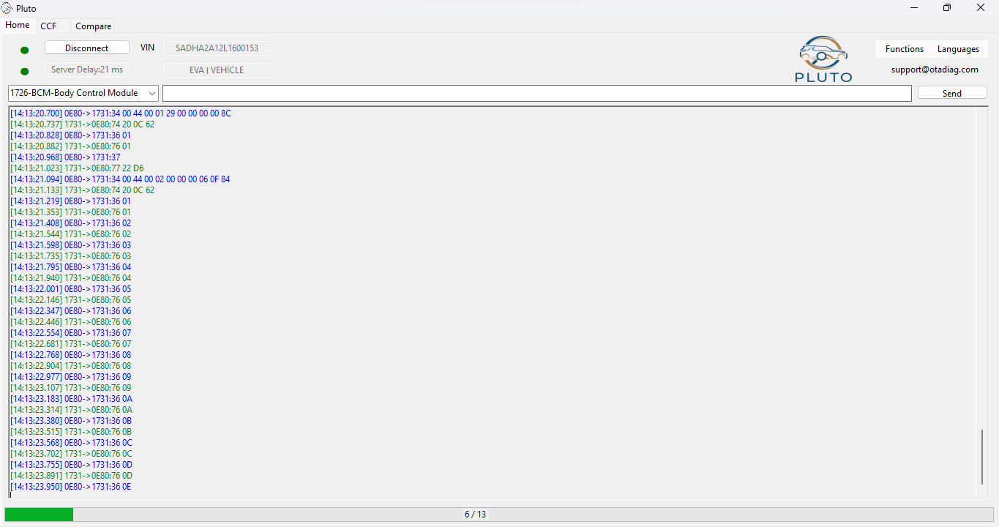 Pluto
Home CCF Compare
Disconnect VIN SADHA2A12L1600153
Functions Languages
Server Delay:21 ms EVA | VEHICLE
support@otadiag.com
PLUTO
1726-BCM-Body Control Module
Send
[14:13:20.700] 0E80->1731:34 00 44 00 01 29 00 00 00 00 8C
[14:13:20.737] 1731->0E80:74 20 0C 62
[14:13:20.828] 0E80->1731:36 01
[14:13:20.882] 1731->0E80:76 01
[14:13:20.968] 0E80->1731:37
[14:13:21.023] 1731->0E80:77 22 D6
[14:13:21.094] 0E80->1731:34 00 44 00 02 00 00 00 06 0F 84
[14:13:21.133] 1731->0E80:74 20 0C 62
[14:13:21.219] 0E80->1731:36 01
[14:13:21.353] 1731->0E80:76 01
[14:13:21.408] 0E80->1731:36 02
[14:13:21.544] 1731->0E80:76 02
[14:13:21.598] 0E80->1731:36 03
[14:13:21.735] 1731->0E80:76 03
[14:13:21.795] 0E80->1731:36 04
[14:13:21.940] 1731->0E80:76 04
[14:13:22.001] 0E80->1731:36 05
[14:13:22.146] 1731->0E80:76 05
[14:13:22.347] 0E80->1731:36 06
[14:13:22.446] 1731->0E80:76 06
[14:13:22.554] 0E80->1731:36 07
[14:13:22.681] 1731->0E80:76 07
[14:13:22.768] 0E80->1731:36 08
[14:13:22.904] 1731->0E80:76 08
[14:13:22.977] 0E80->1731:36 09
[14:13:23.107] 1731->0E80:76 09
[14:13:23.183] 0E80->1731:36 0A
[14:13:23.314] 1731->0E80:76 0A
[14:13:23.380] 0E80->1731:36 0B
[14:13:23.515] 1731->0E80:76 0B
[14:13:23.568] 0E80->1731:36 0C
[14:13:23.702] 1731->0E80:76 0C
[14:13:23.755] 0E80->1731:36 0D
[14:13:23.891] 1731->0E80:76 0D
[14:13:23.950] 0E80->1731:36 0E
6 / 13